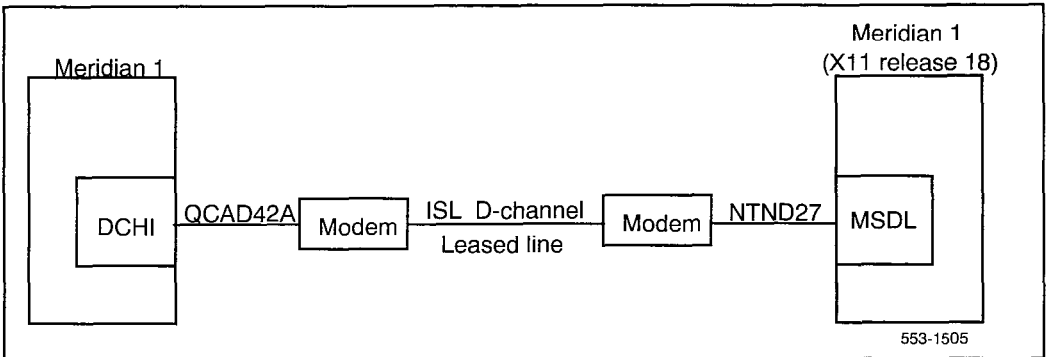 Meridian 1
Meridian 1
(X11 release 18)
DCHI
QCAD42A
Modem
ISL D-channel
Leased line
Modem
NTND27
MSDL
553-1505